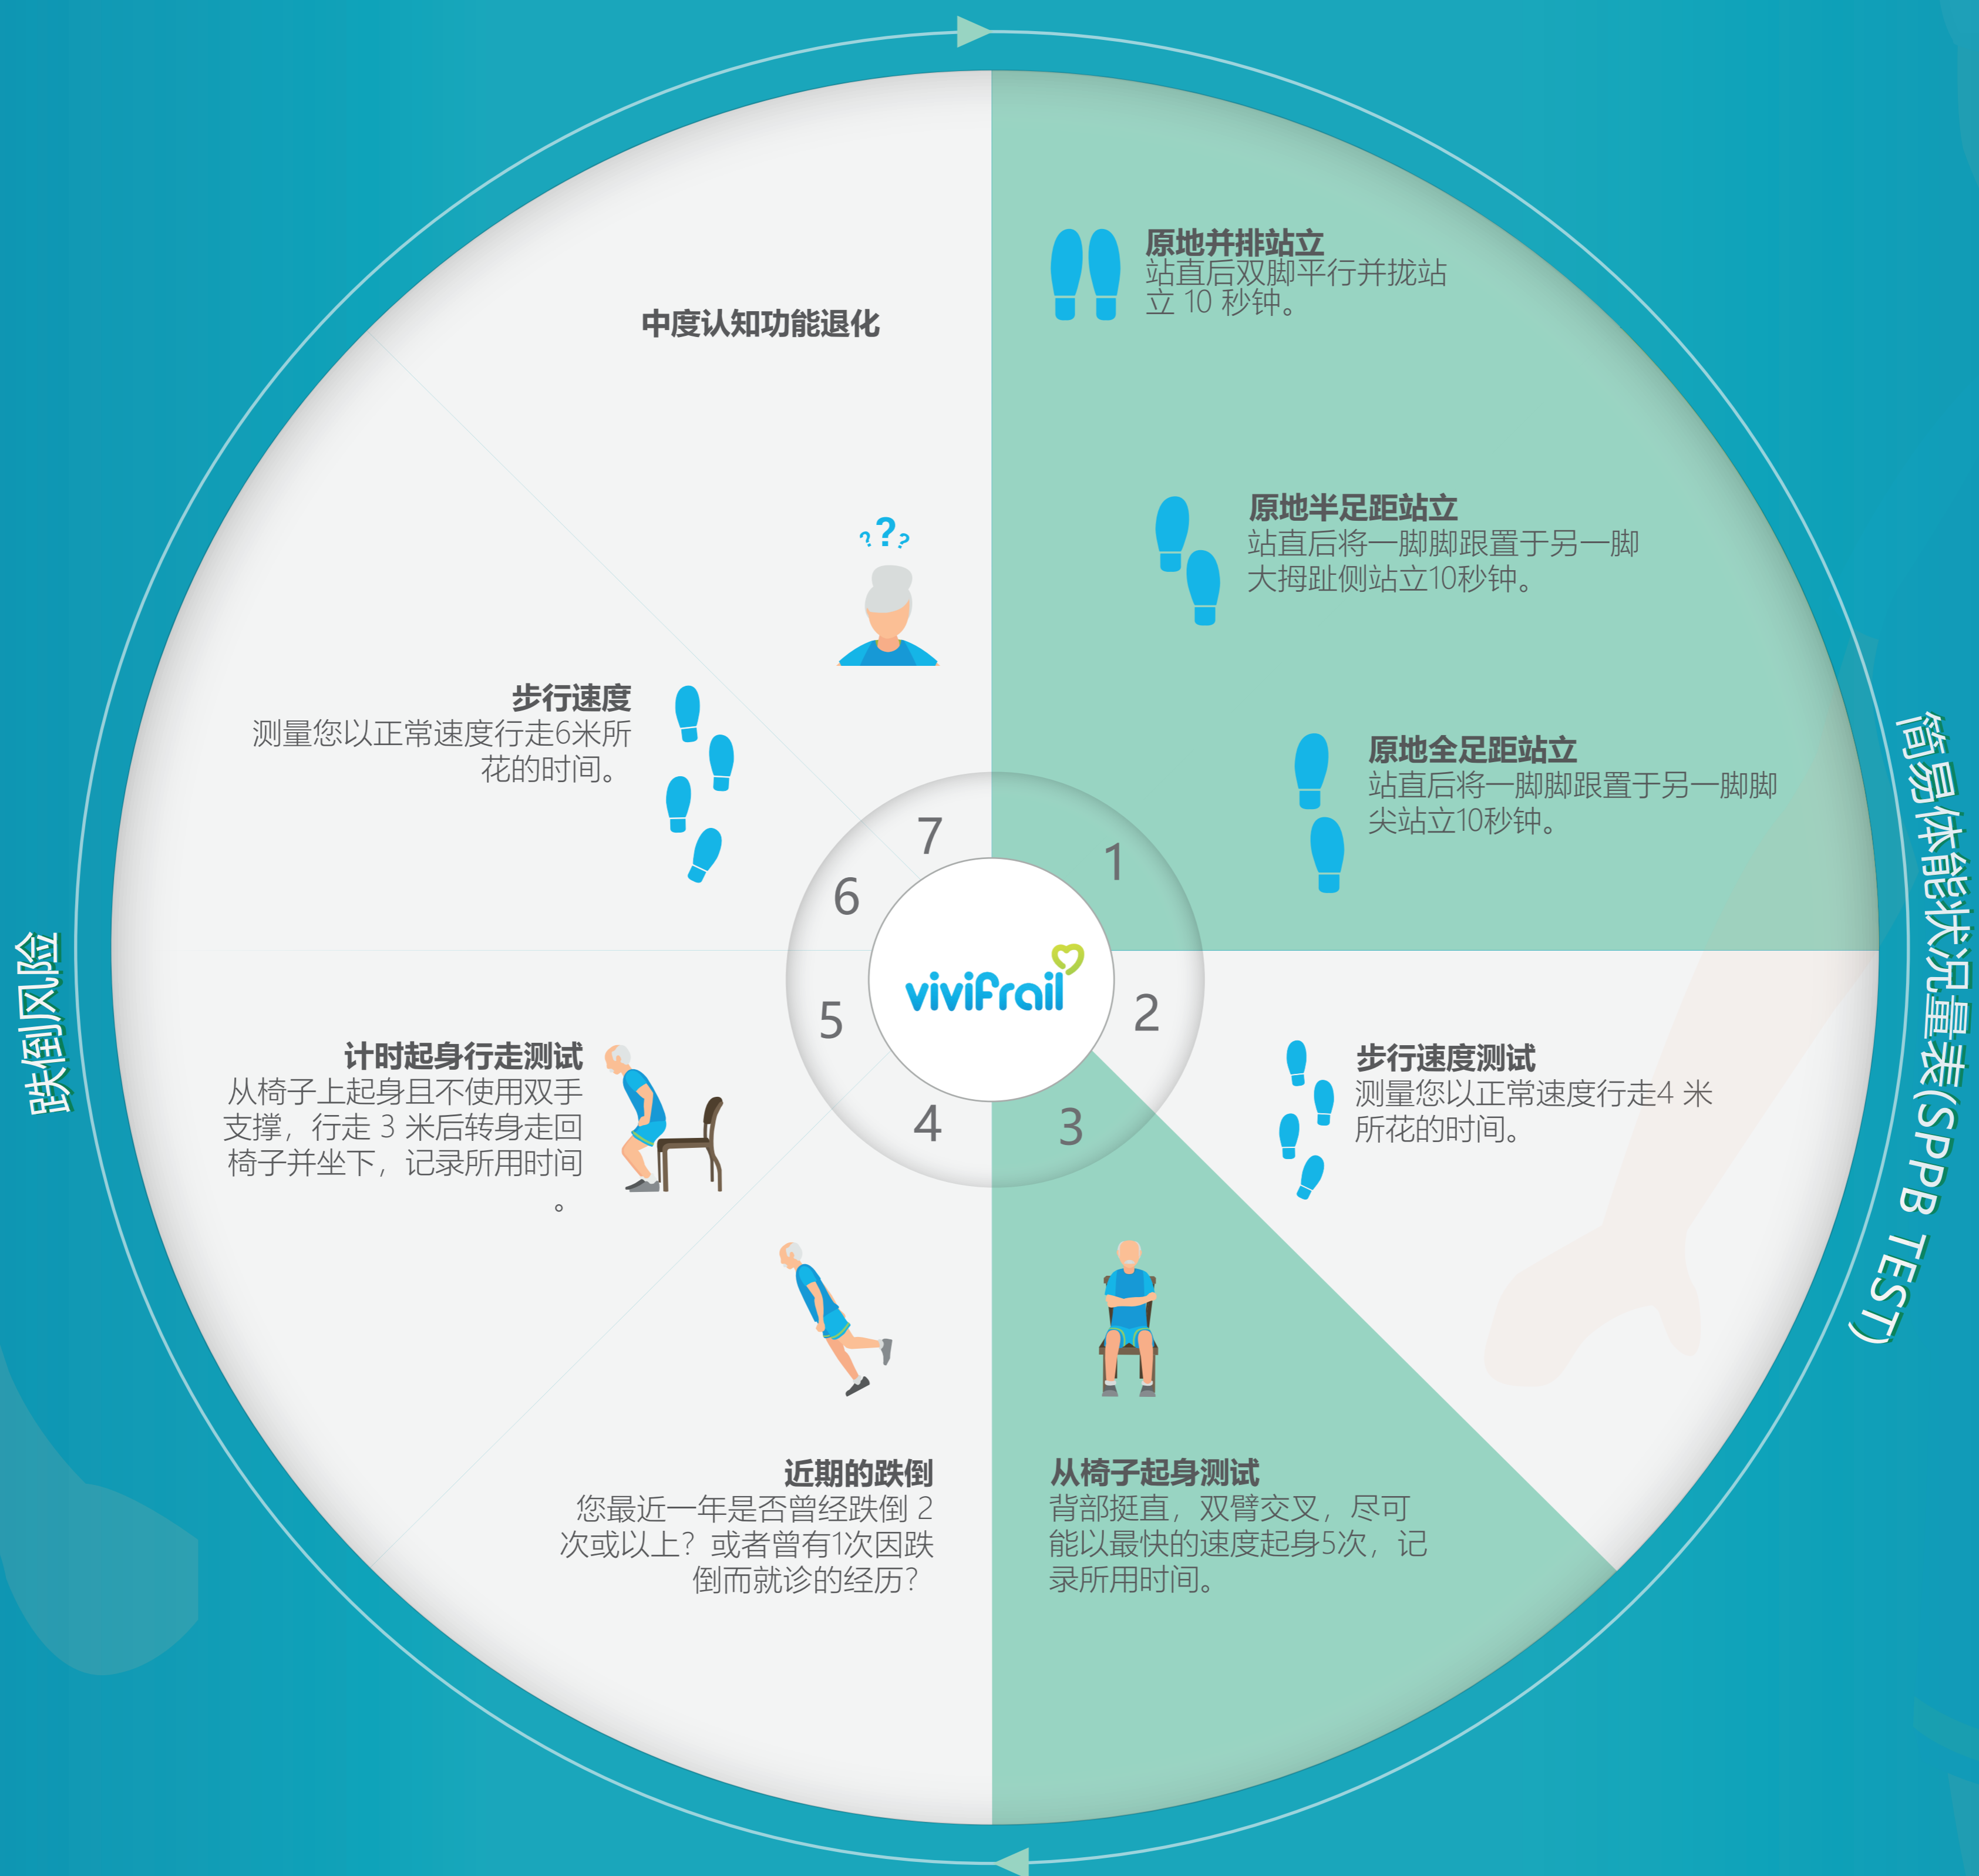 原地并排站立
站直后双脚平行并拢站
立 10 秒钟。
原地半足距站立
站直后将一脚脚跟置于另一脚
大拇趾侧站立10秒钟。
原地全足距站立
站直后将一脚脚跟置于另一脚脚
尖站立10秒钟。
1
步行速度测试
测量您以正常速度行走4 米
所花的时间。
2
从椅子起身测试
背部挺直，双臂交叉，尽可
能以最快的速度起身5次，记
录所用时间。
3
近期的跌倒
您最近一年是否曾经跌倒 2
次或以上？或者曾有1次因跌
倒而就诊的经历？
4
计时起身行走测试
从椅子上起身且不使用双手
支撑，行走 3 米后转身走回
椅子并坐下，记录所用时间
。
5
步行速度
测量您以正常速度行走6米所
花的时间。
6
中度认知功能退化
???
7
vivifrail
简易体能状况量表(SPPB TEST)
跌倒风险